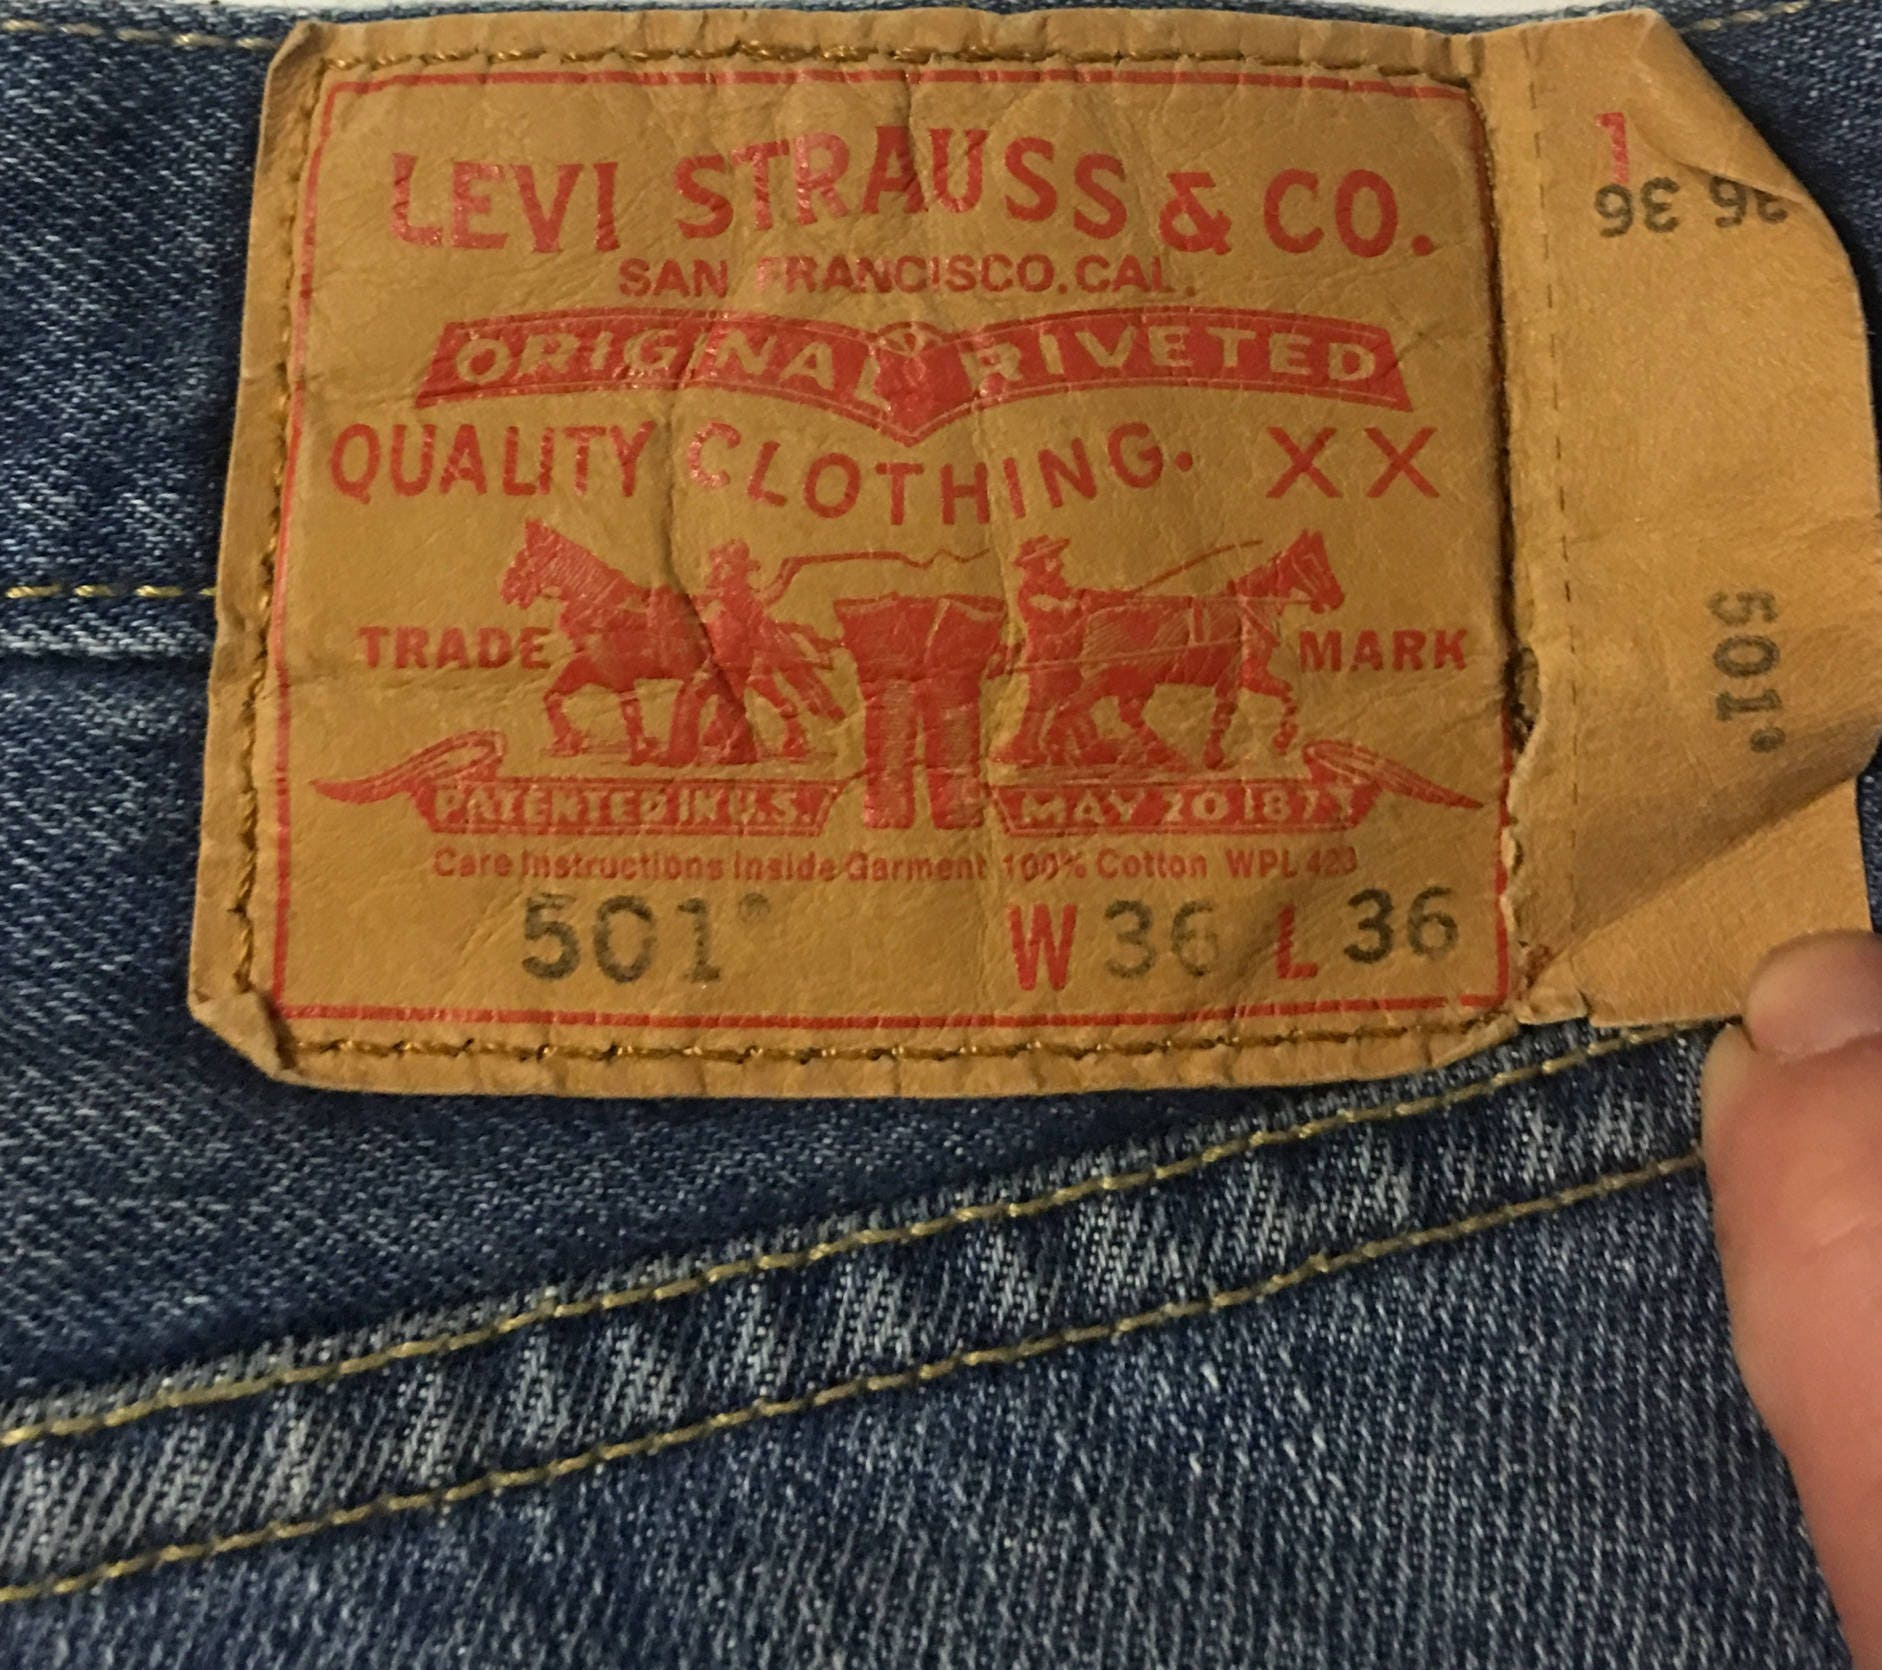 LEVI STRAUSS & CO.
SAN FRANCISCO. CAL.
ORIGINAL RIVETED
QUALITY CLOTHING. XX
TRADE MARK
PATENTED IN U.S. MAY 20 1873
Care Instructions Inside Garment 100% Cotton WPL 423
501® W 36 L 36
L
36 36
501®